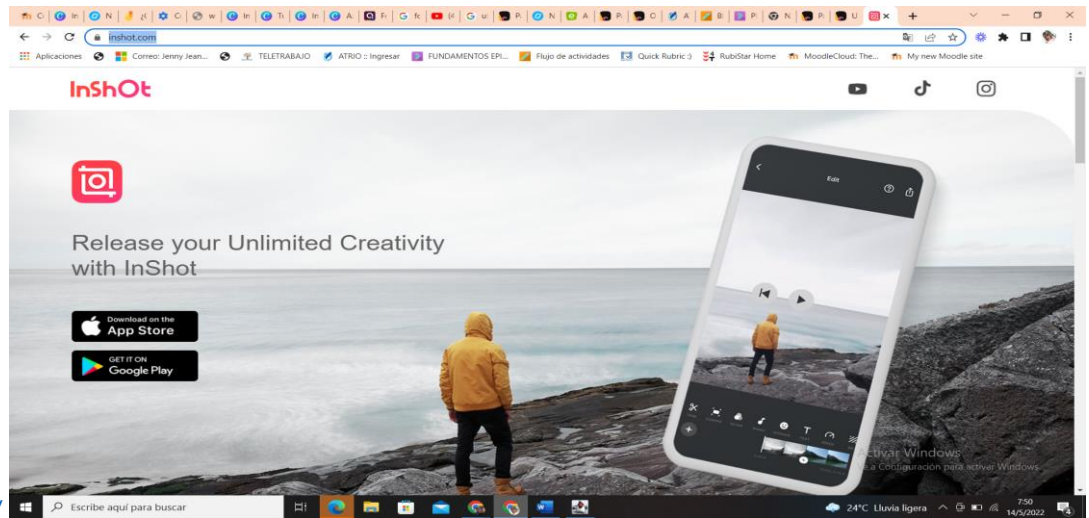 inshot.com
Aplicaciones
Correo: Jenny Jean...
TELETRABAJO
ATRIO :: Ingresar
FUNDAMENTOS EPI...
Flujo de actividades
Quick Rubric :)
RubiStar Home
MoodleCloud: The...
My new Moodle site
InShOt
Edit
Release your Unlimited Creativity
with InShot
Download on the
App Store
GET IT ON
Google Play
Activar Windows
a Configuración para activar Windows.
Escribe aquí para buscar
24°C Lluvia ligera
7:50
14/5/2022